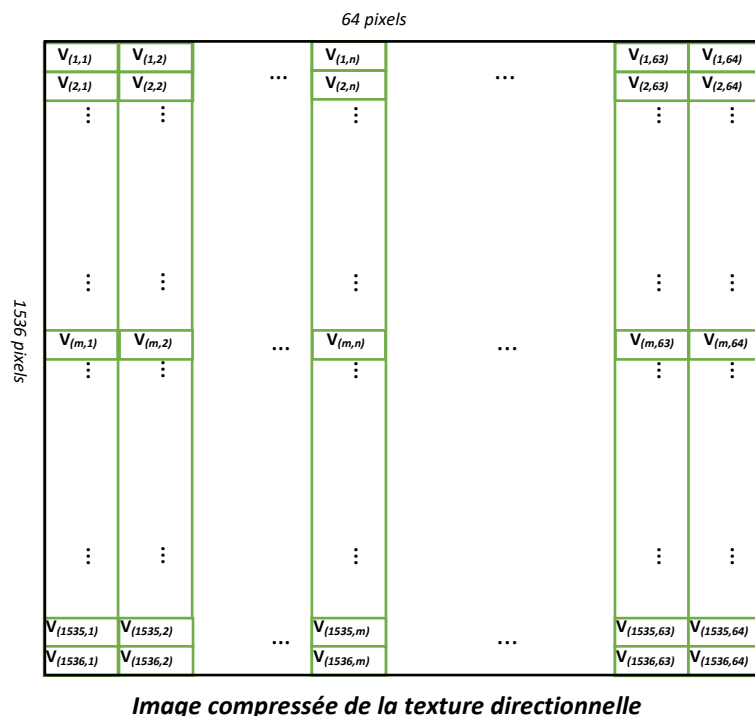 64 pixels
V(1,1) V(1,2) ... V(1,n) ... V(1,63) V(1,64)
V(2,1) V(2,2) V(2,n) V(2,63) V(2,64)
⋮ ⋮ ⋮ ⋮ ⋮
⋮ ⋮ ⋮ ⋮ ⋮
1536 pixels
V(m,1) V(m,2) ... V(m,n) ... V(m,63) V(m,64)
⋮ ⋮ ⋮ ⋮ ⋮
⋮ ⋮ ⋮ ⋮ ⋮
V(1535,1) V(1535,2) ... V(1535,m) ... V(1535,63) V(1535,64)
V(1536,1) V(1536,2) V(1536,m) V(1536,63) V(1536,64)
Image compressée de la texture directionnelle